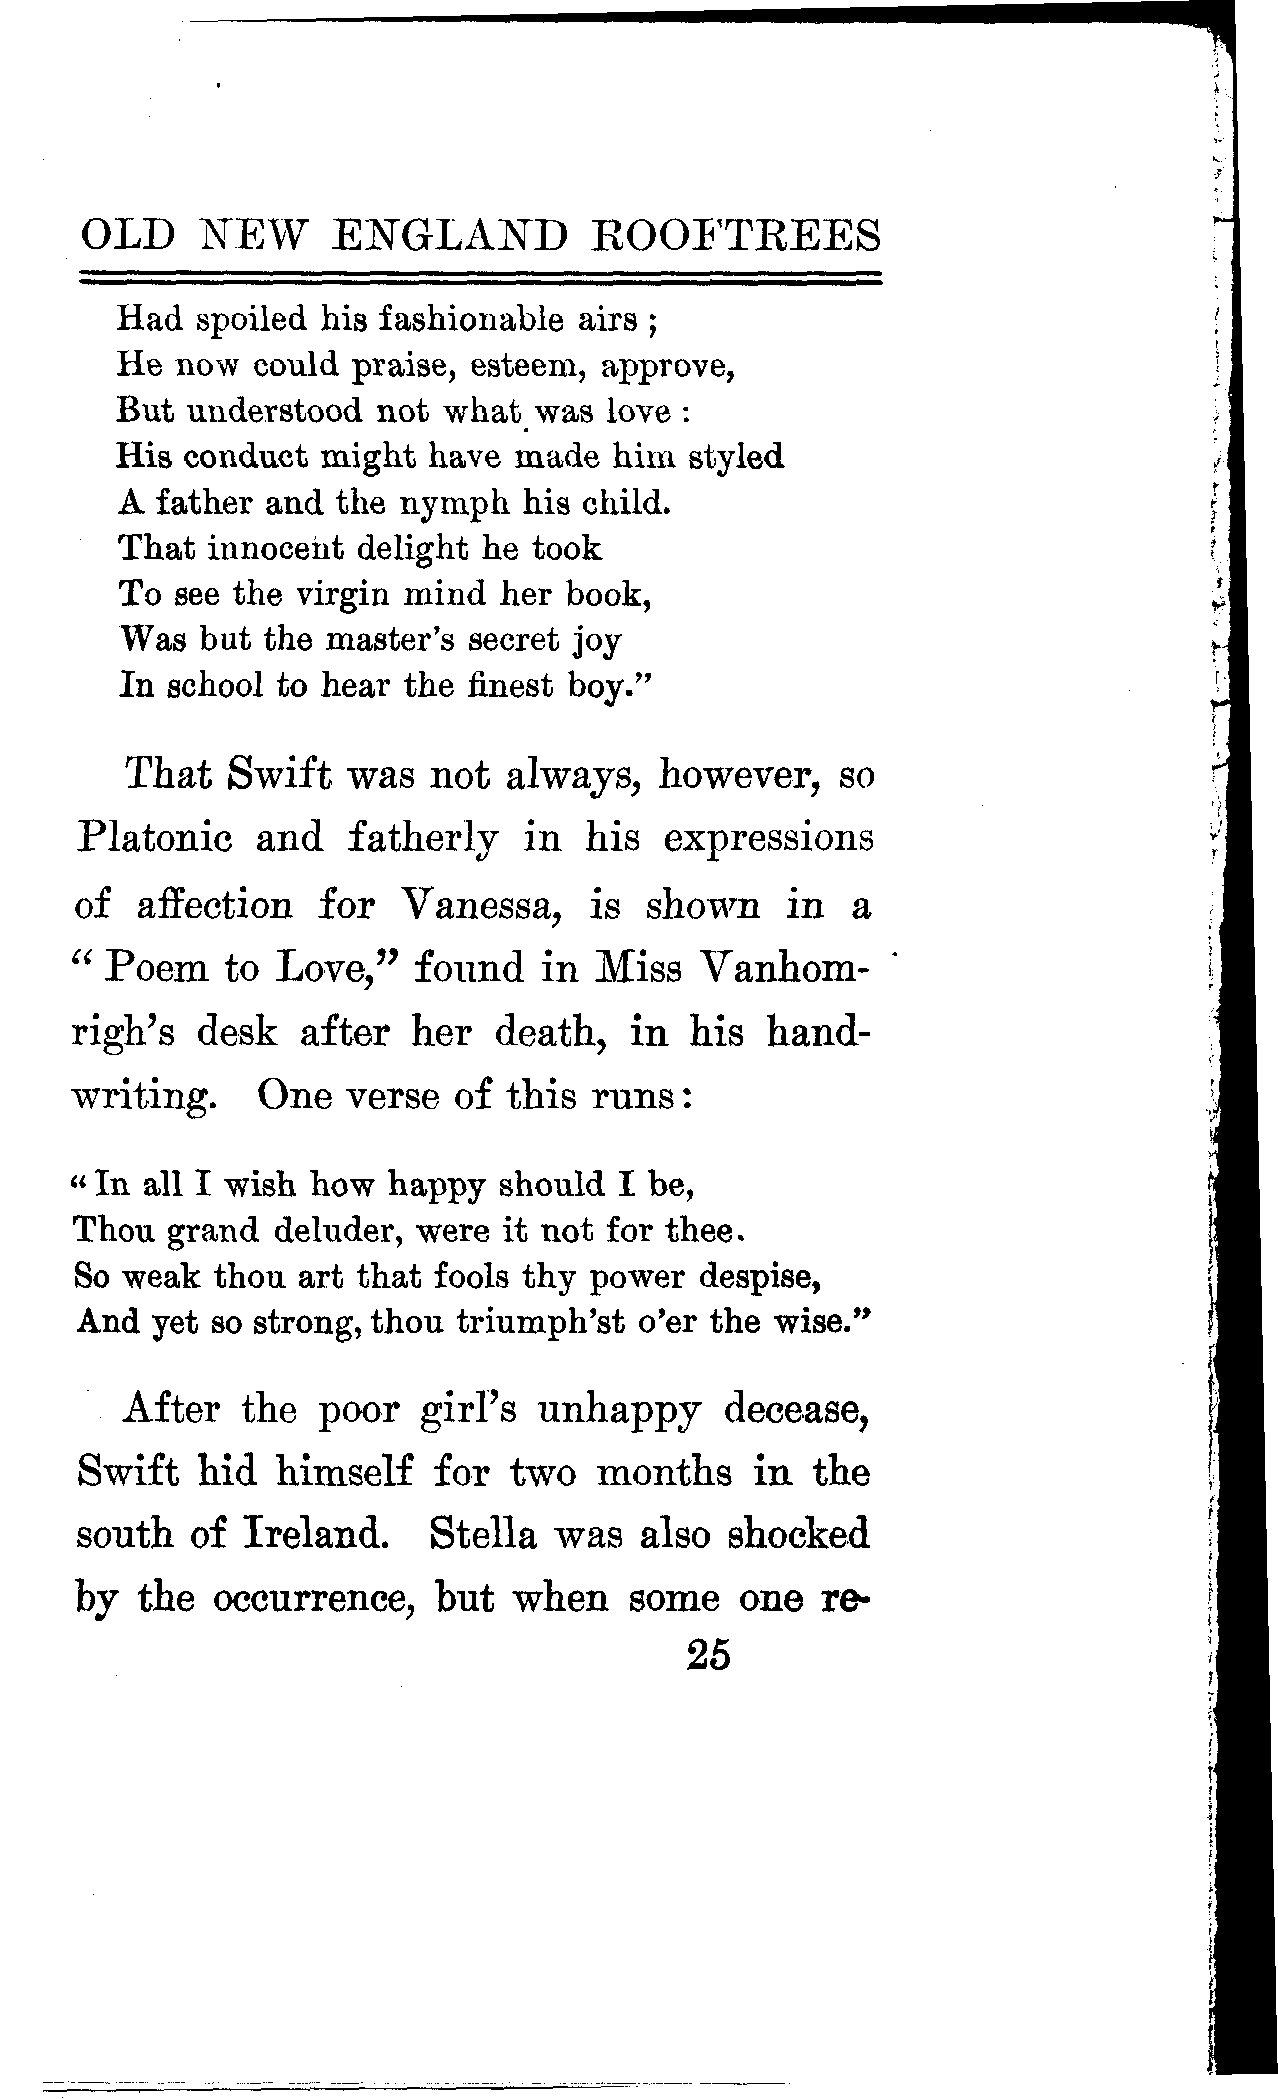 OLD NEW ENGLAND ROOFTREES
Had spoiled his fashionable airs ;
He now could praise, esteem, approve,
But understood not what was love :
His conduct might have made him styled
A father and the nymph his child.
That innocent delight he took
To see the virgin mind her book,
Was but the master's secret joy
In school to hear the finest boy."
That Swift was not always, however, so
Platonic and fatherly in his expressions
of affection for Vanessa, is shown in a
" Poem to Love," found in Miss Vanhom-
righ's desk after her death, in his hand-
writing. One verse of this runs:
" In all I wish how happy should I be,
Thou grand deluder, were it not for thee.
So weak thou art that fools thy power despise,
And yet so strong, thou triumph'st o'er the wise."
After the poor girl's unhappy decease,
Swift hid himself for two months in the
south of Ireland. Stella was also shocked
by the occurrence, but when some one re-
25